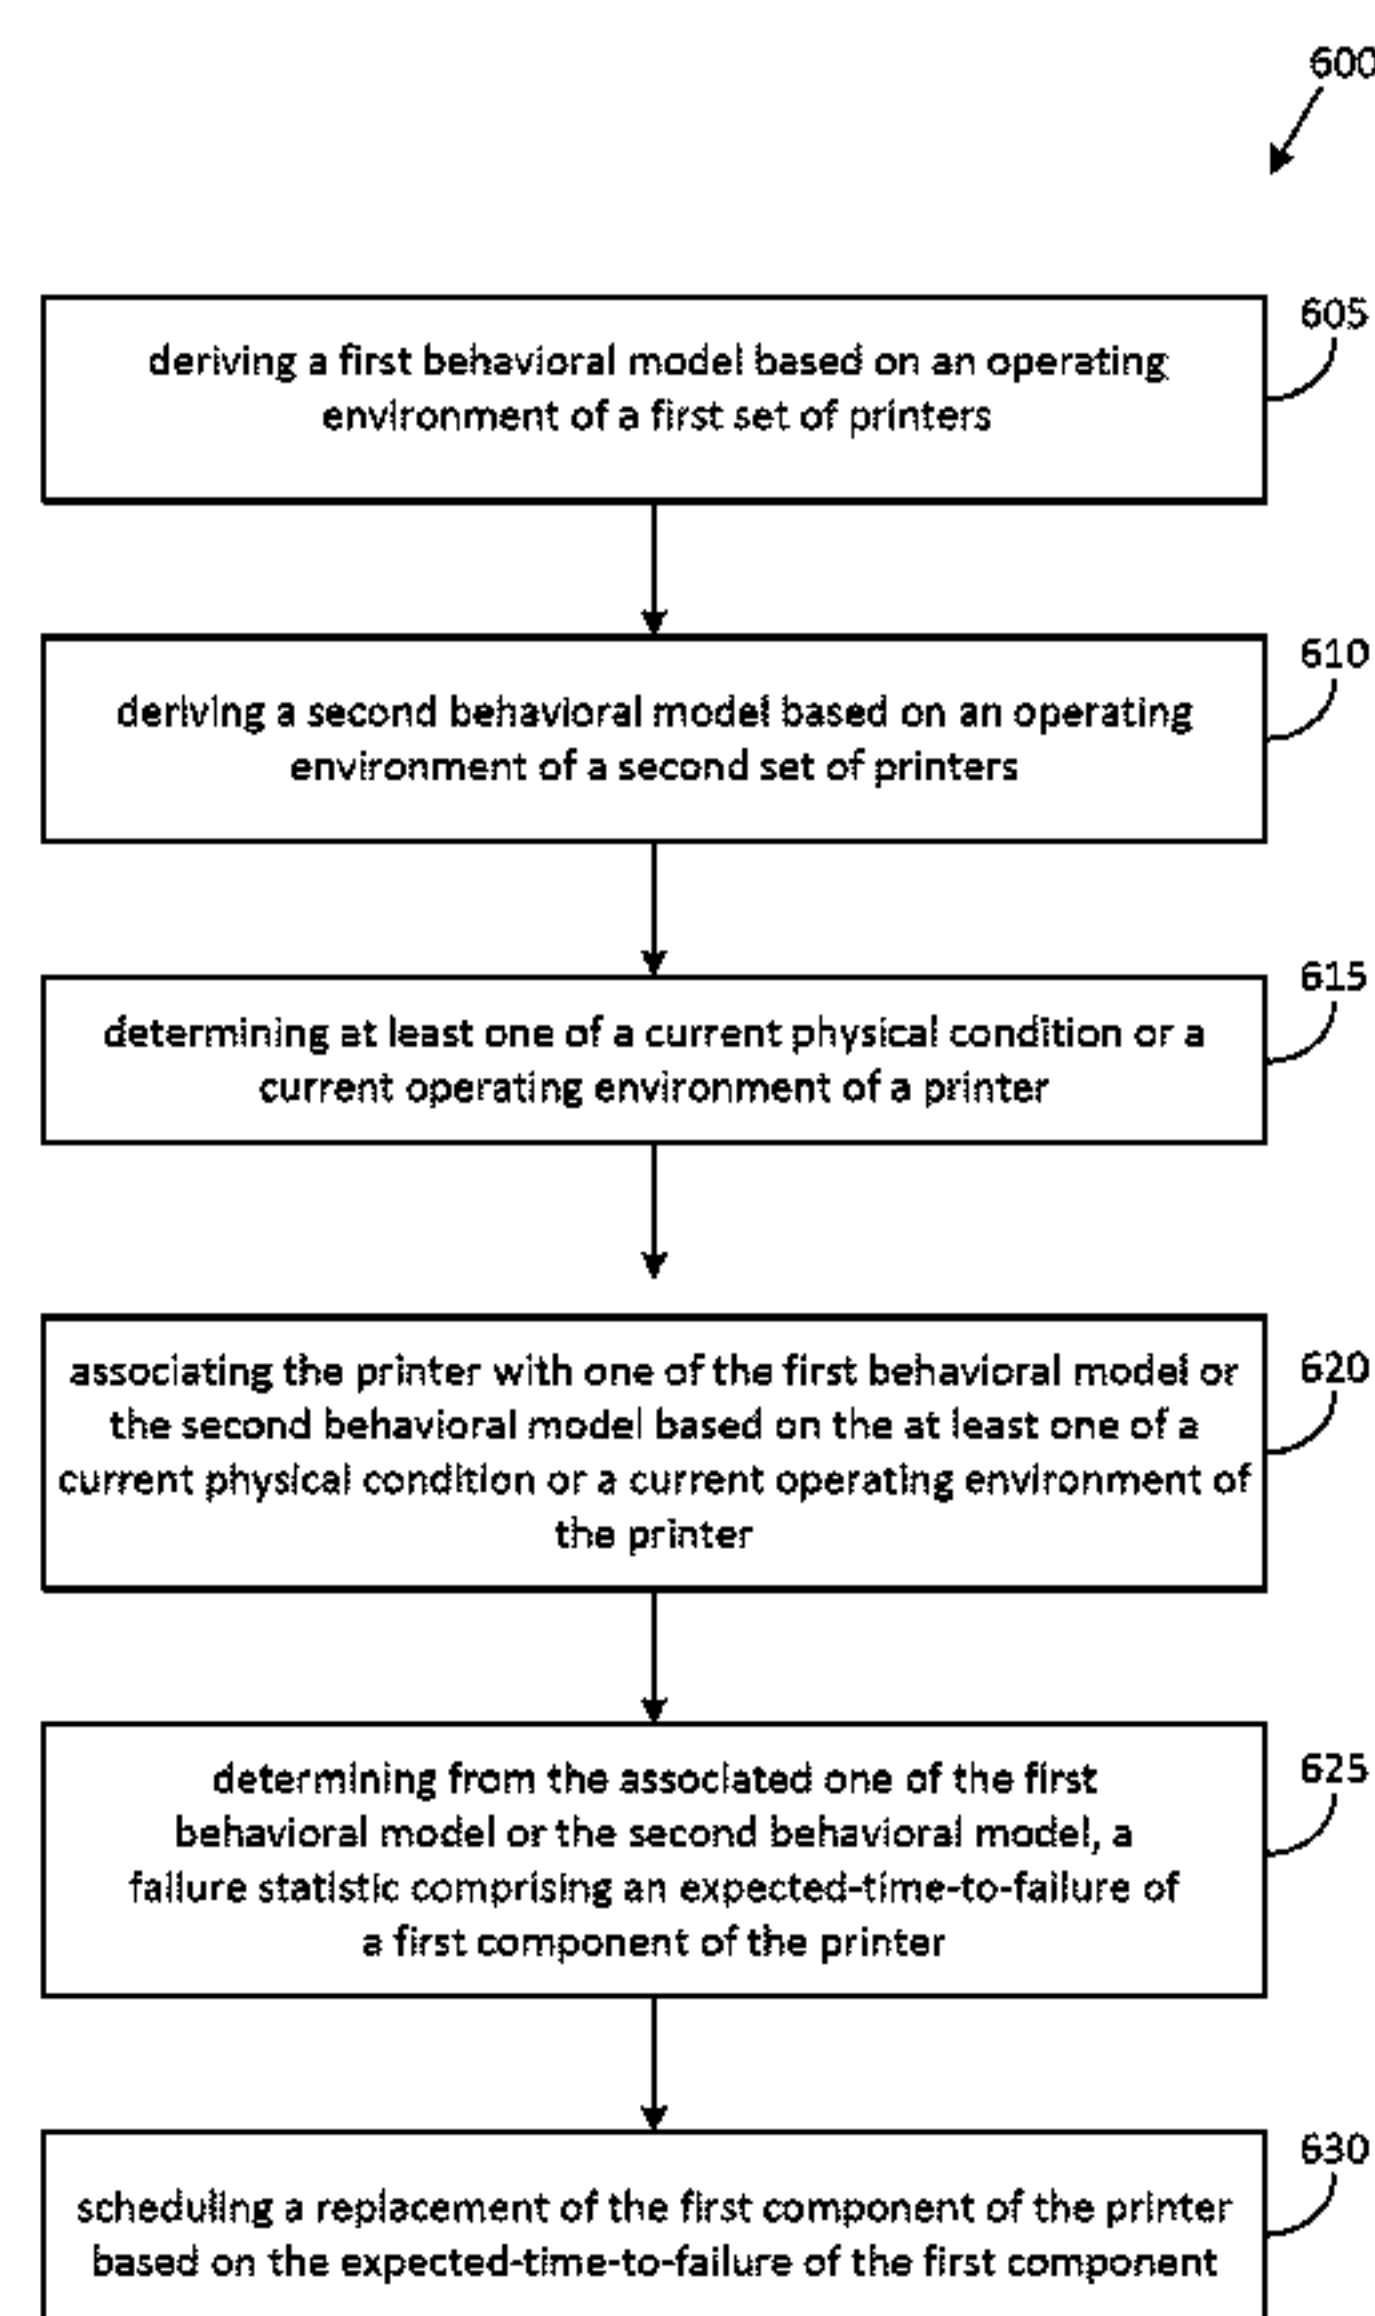 600
605
deriving a first behavioral model based on an operating
environment of a first set of printers
610
deriving a second behavioral model based on an operating
environment of a second set of printers
615
determining at least one of a current physical condition or a
current operating environment of a printer
620
associating the printer with one of the first behavioral model or
the second behavioral model based on the at least one of a
current physical condition or a current operating environment of
the printer
625
determining from the associated one of the first
behavioral model or the second behavioral model, a
failure statistic comprising an expected-time-to-failure of
a first component of the printer
630
scheduling a replacement of the first component of the printer
based on the expected-time-to-failure of the first component